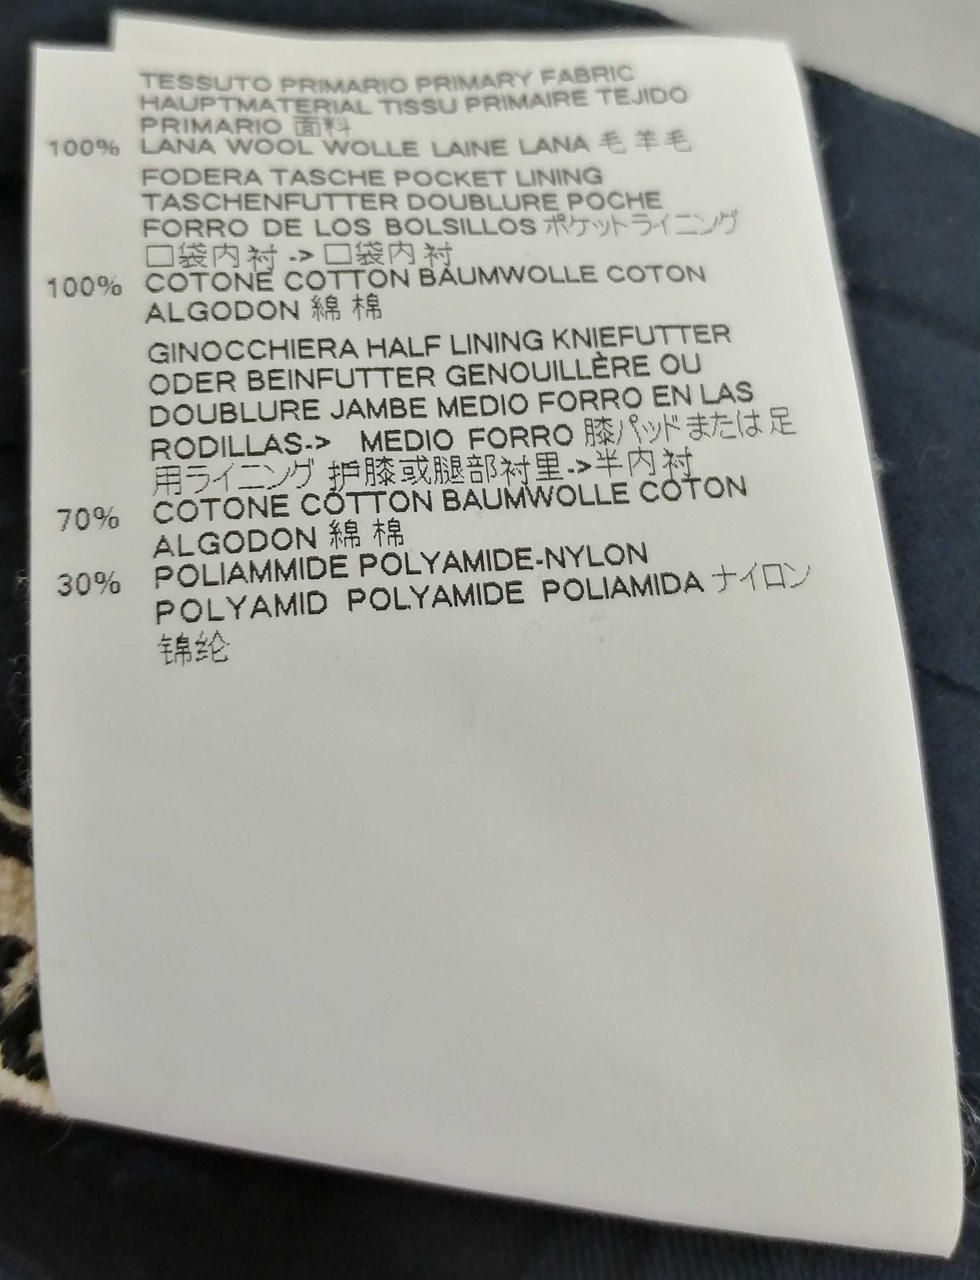 TESSUTO PRIMARIO PRIMARY FABRIC
HAUPTMATERIAL TISSU PRIMAIRE TEJIDO
PRIMARIO 面料
100% LANA WOOL WOLLE LAINE LANA 毛 羊毛
FODERA TASCHE POCKET LINING
TASCHENFUTTER DOUBLURE POCHE
FORRO DE LOS BOLSILLOS ポケットライニング
口袋内衬 -> 口袋内衬
100% COTONE COTTON BAUMWOLLE COTON
ALGODON 綿 棉
GINOCCHIERA HALF LINING KNIEFUTTER
ODER BEINFUTTER GENOUILLÈRE OU
DOUBLURE JAMBE MEDIO FORRO EN LAS
RODILLAS-> MEDIO FORRO 膝パッドまたは足
用ライニング 护膝或腿部衬里->半内衬
70% COTONE COTTON BAUMWOLLE COTON
ALGODON 綿 棉
30% POLIAMMIDE POLYAMIDE-NYLON
POLYAMID POLYAMIDE POLIAMIDA ナイロン
锦纶